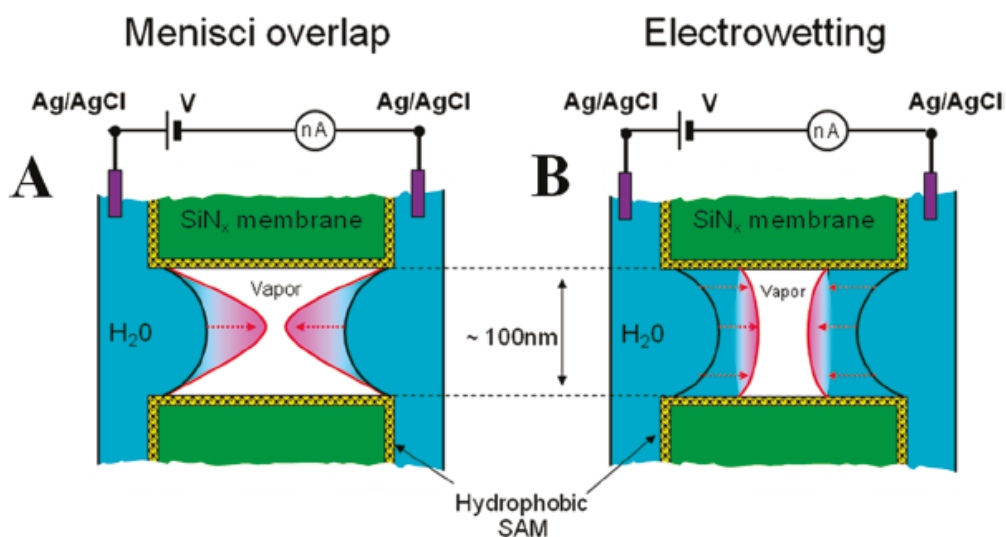 Menisci overlap
Electrowetting
Ag/AgCl
V
nA
Ag/AgCl
Ag/AgCl
V
nA
Ag/AgCl
A
B
SiNₓ membrane
SiNₓ membrane
Vapor
Vapor
H₂0
~ 100nm
H₂0
Hydrophobic
SAM